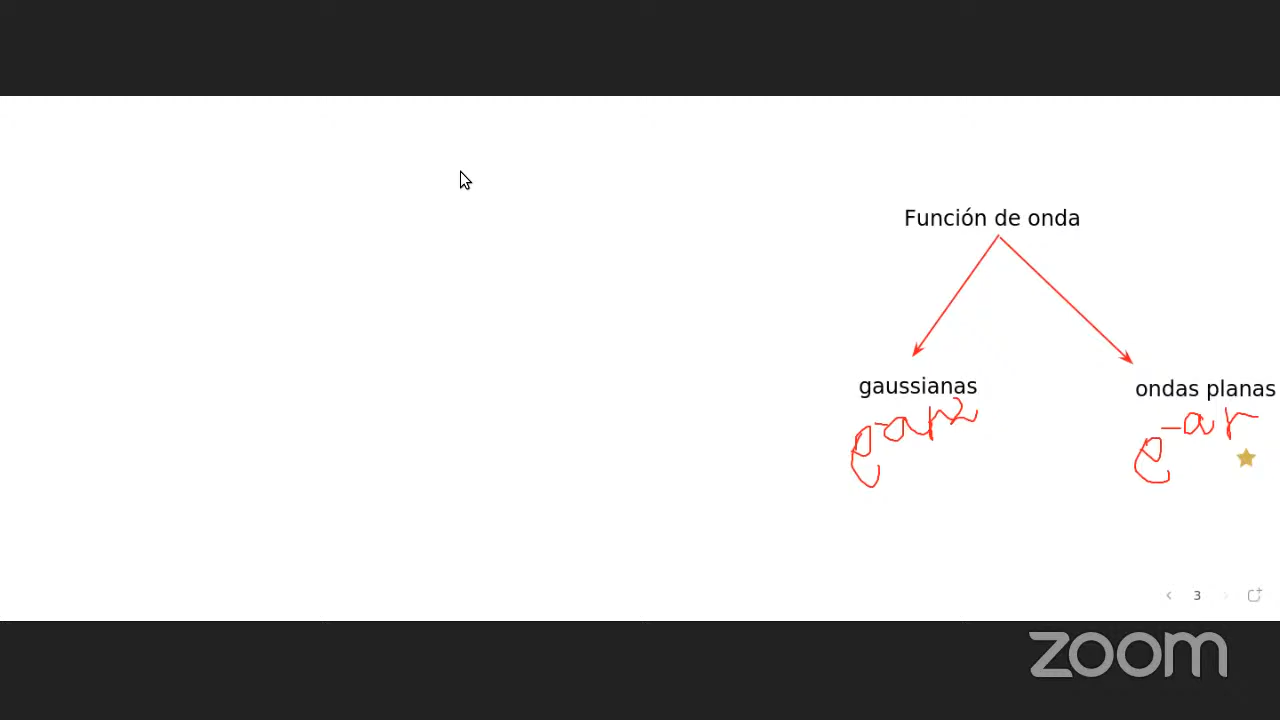 Función de onda
gaussianas
ondas planas
e^-ar^2
e^-ar
3
zoom